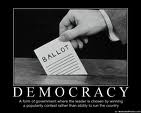 BALLOT
DEMOCRACY
A form of government where the leader is chosen by winning
a popularity contest rather than ability to run the country